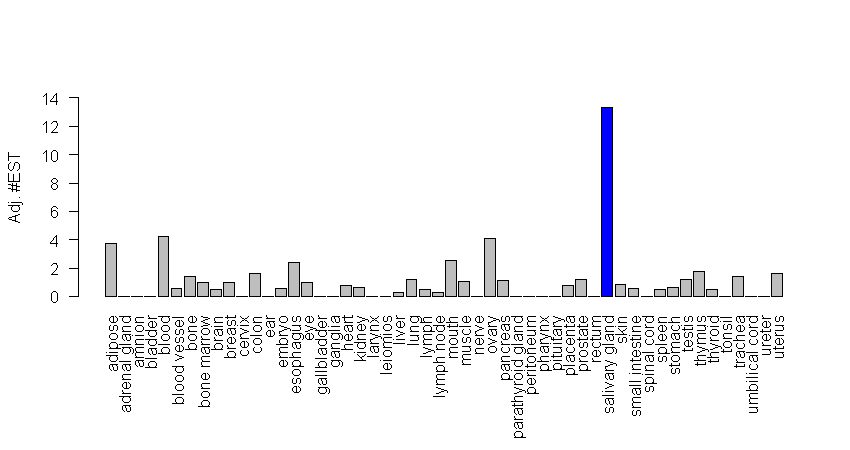 Adj. #EST
14
12
10
8
6
4
2
0
adipose
adrenal gland
amnion
bladder
blood
blood vessel
bone
bone marrow
brain
breast
cervix
colon
ear
embryo
esophagus
eye
gallbladder
ganglia
heart
kidney
larynx
leiomios
liver
lung
lymph
lymph node
mouth
muscle
nerve
ovary
pancreas
parathyroid gland
peritoneum
pharynx
pituitary
placenta
prostate
rectum
salivary gland
skin
small intestine
spinal cord
spleen
stomach
testis
thymus
thyroid
tonsil
trachea
umbilical cord
ureter
uterus